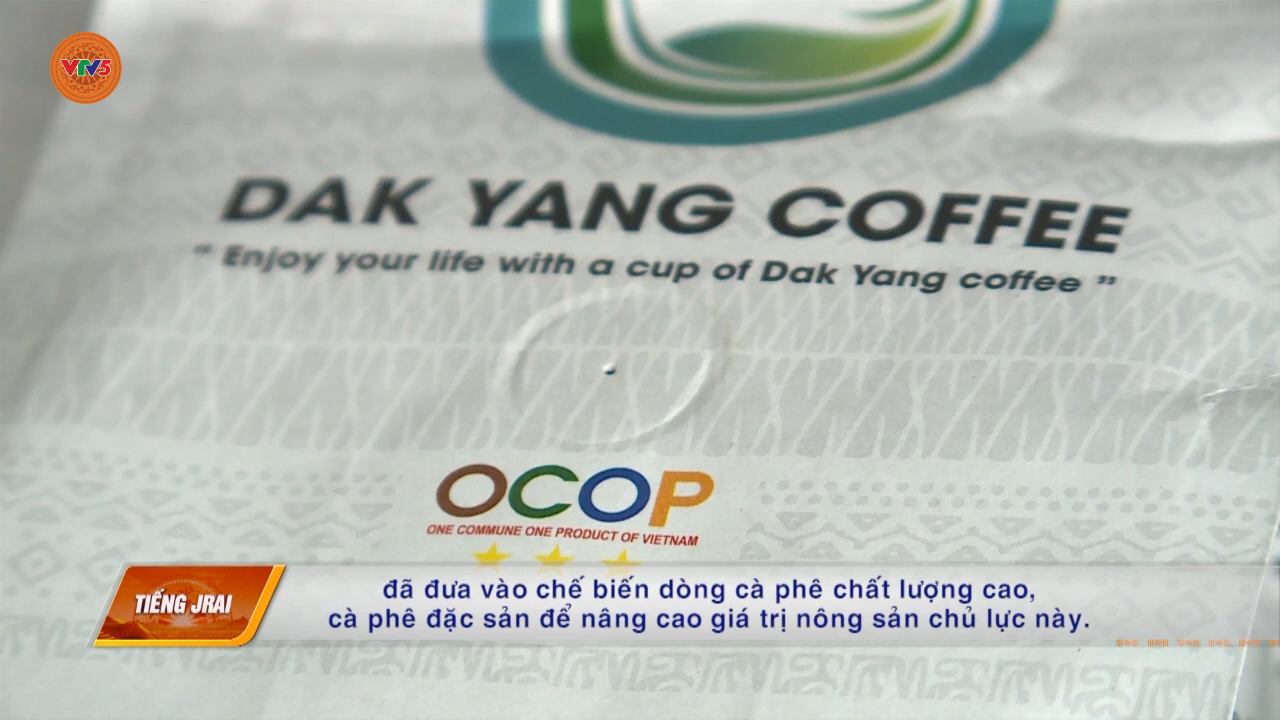 VTV5
DAK YANG COFFEE
“ Enjoy your life with a cup of Dak Yang coffee ”
OCOP
ONE COMMUNE ONE PRODUCT OF VIETNAM
TIẾNG JRAI
đã đưa vào chế biến dòng cà phê chất lượng cao,
cà phê đặc sản để nâng cao giá trị nông sản chủ lực này.